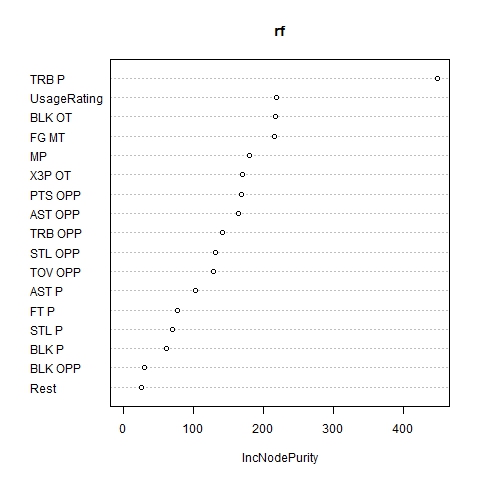 rf
TRB P
UsageRating
BLK OT
FG MT
MP
X3P OT
PTS OPP
AST OPP
TRB OPP
STL OPP
TOV OPP
AST P
FT P
STL P
BLK P
BLK OPP
Rest
0 100 200 300 400
IncNodePurity